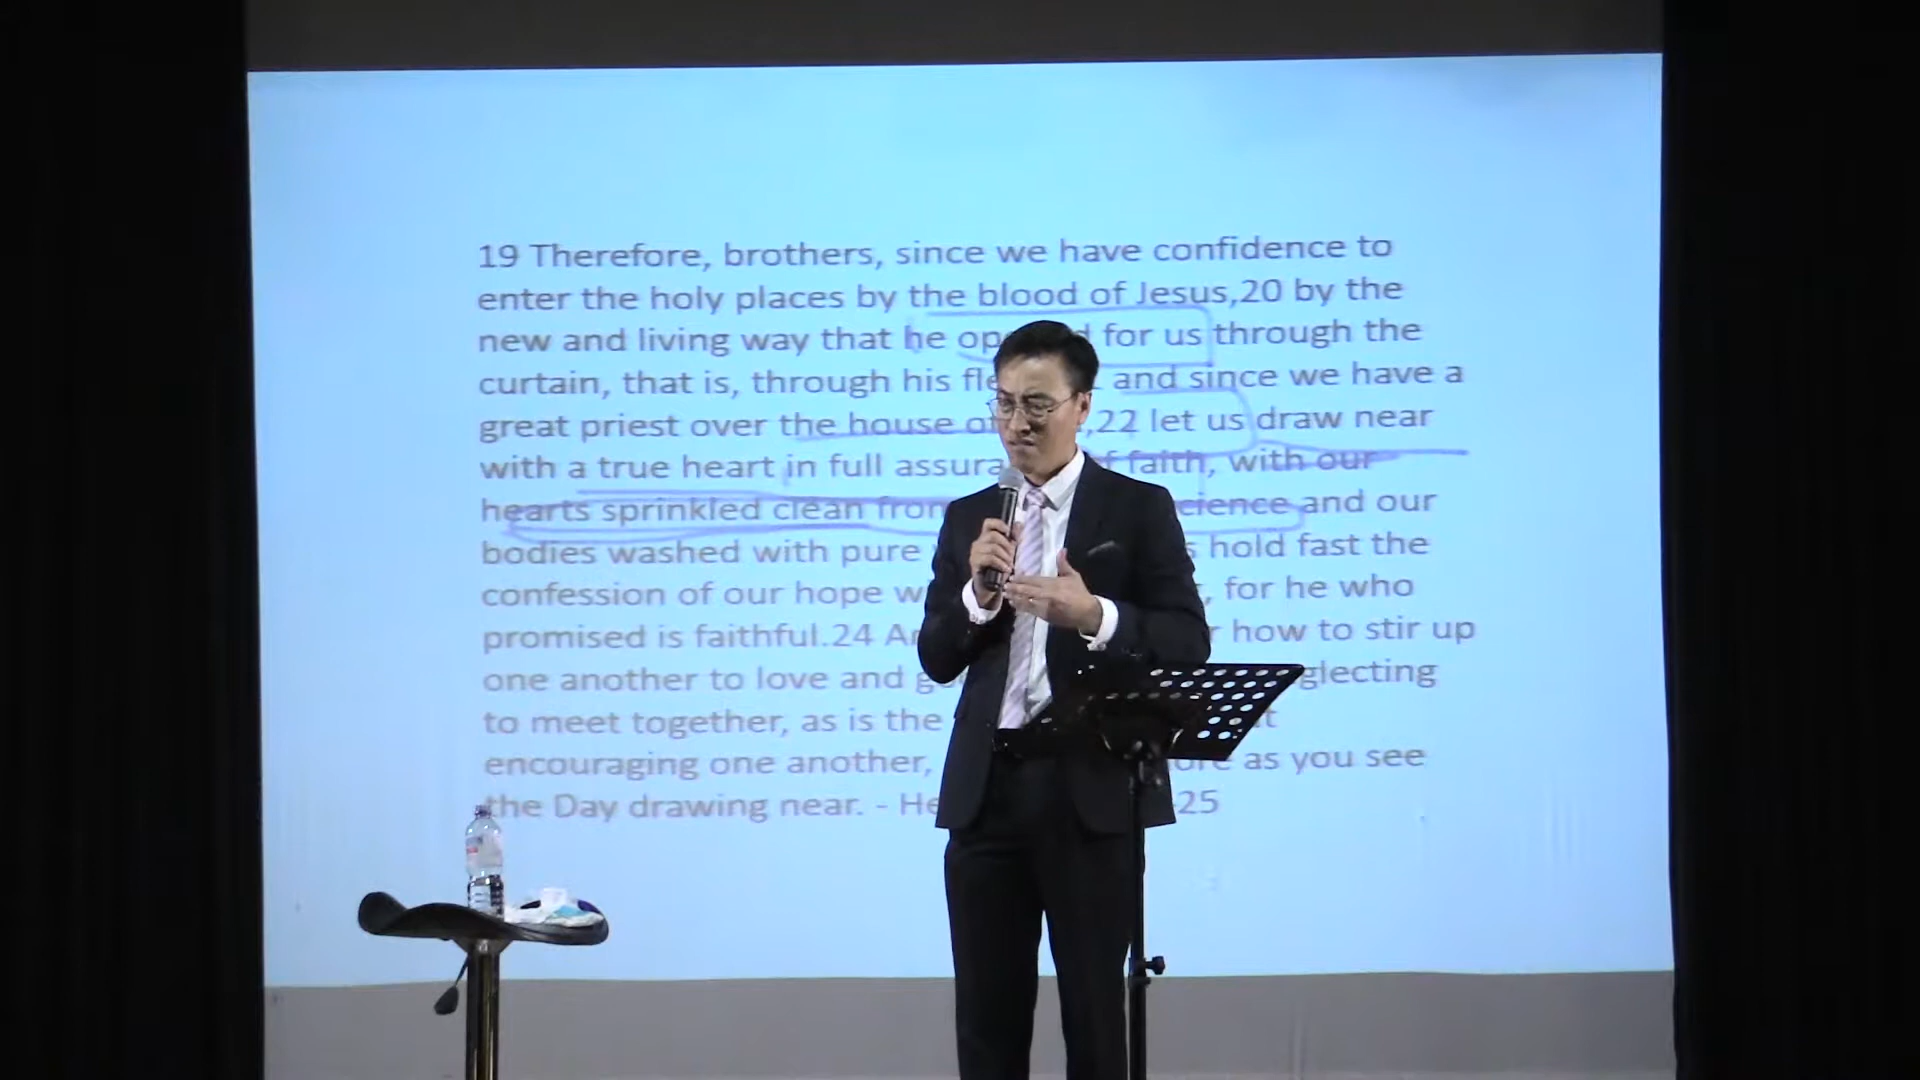 19 Therefore, brothers, since we have confidence to
enter the holy places by the blood of Jesus,20 by the
new and living way that he for us through the
curtain, that is, through his and since we have a
great priest over the house of ,22 let us draw near
with a true heart in full of faith, with our
hearts sprinkled clean and our
bodies washed with pure hold fast the
confession of our hope , for he who
promised is faithful.24 how to stir up
one another to love and
to meet together, as is the
encouraging one another, as you see
the Day drawing near. - 25